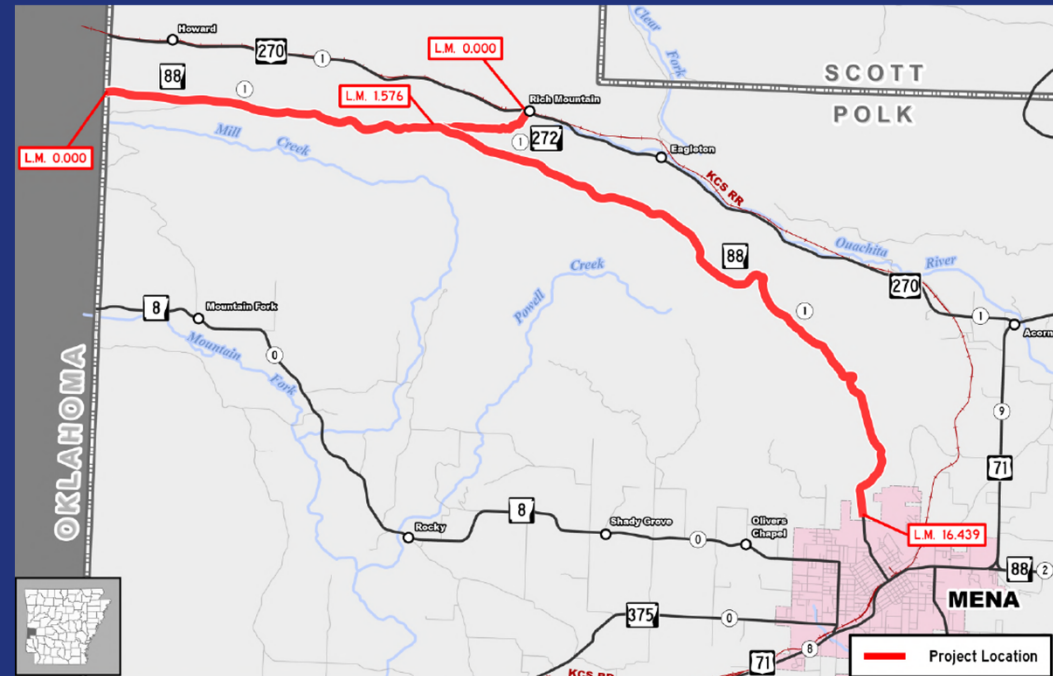 Howard
270
1
L.M. 0.000
Clear
Fork
SCOTT
POLK
88
1
L.M. 1.576
Rich Mountain
1
272
Eagleton
KCS RR
L.M. 0.000
Mill
Creek
Ouachita
River
88
270
Creek
Powell
1
1
Acorn
8
Mountain Fork
Mountain
Fork
0
OKLAHOMA
9
71
Rocky
8
Shady Grove
0
Olivers
Chapel
L.M. 16.439
88
2
MENA
375
0
8
71
KCS RR
Project Location